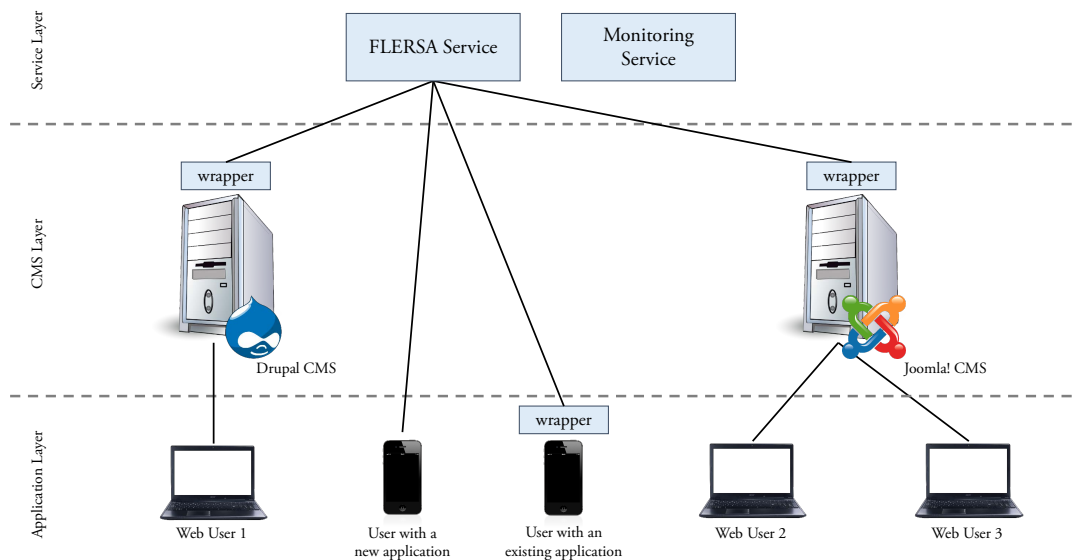 Service Layer
FLERSA Service
Monitoring
Service
CMS Layer
wrapper
wrapper
Drupal CMS
Joomla! CMS
Application Layer
wrapper
Web User 1
User with a
new application
User with an
existing application
Web User 2
Web User 3